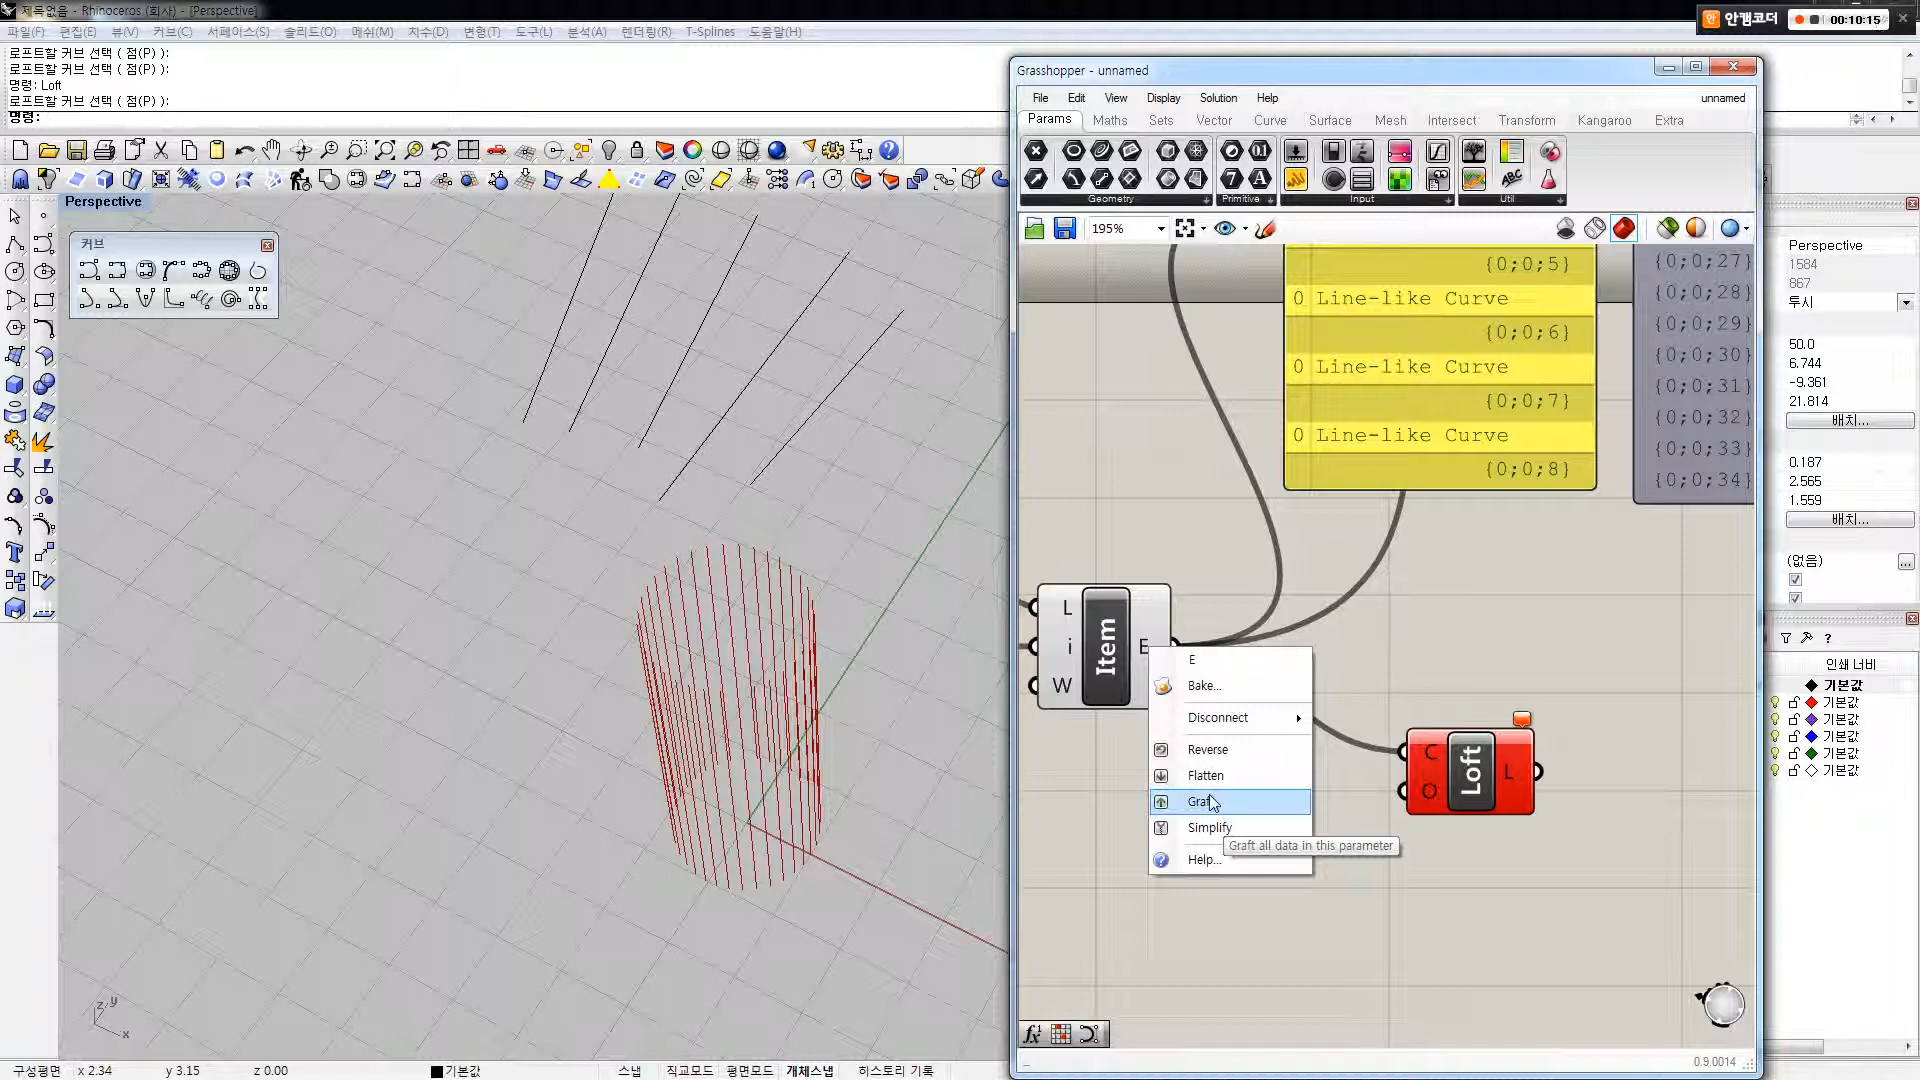 제목없음 - Rhinoceros (회사) - [Perspective]
안캠코더
00:10:15
파일(F) 편집(E) 뷰(V) 커브(C) 서페이스(S) 솔리드(O) 메쉬(M) 치수(D) 변형(T) 도구(L) 분석(A) 렌더링(R) T-Splines 도움말(H)
로프트할 커브 선택 ( 점(P) ):
로프트할 커브 선택 ( 점(P) ):
명령: Loft
로프트할 커브 선택 ( 점(P) ):
명령:
Perspective
커브
Grasshopper - unnamed
File Edit View Display Solution Help
unnamed
Params Maths Sets Vector Curve Surface Mesh Intersect Transform Kangaroo Extra
Geometry Primitive Input Util
195%
{0;0;5}
0 Line-like Curve
{0;0;6}
0 Line-like Curve
{0;0;7}
0 Line-like Curve
{0;0;8}
{0;0;27}
{0;0;28}
{0;0;29}
{0;0;30}
{0;0;31}
{0;0;32}
{0;0;33}
{0;0;34}
L
i
W
Item
E
E
Bake...
Disconnect
Reverse
Flatten
Simplify
Help...
Graft all data in this parameter
C
O
Loft
L
0.9.0014
Perspective
1584
867
투시
50.0
6.744
-9.361
21.814
배치...
0.187
2.565
1.559
배치...
(없음)
...
인쇄 너비
기본값
기본값
기본값
기본값
기본값
기본값
z y
x
구성평면 x 2.34 y 3.15 z 0.00 기본값 스냅 직교모드 평면모드 개체스냅 히스토리 기록